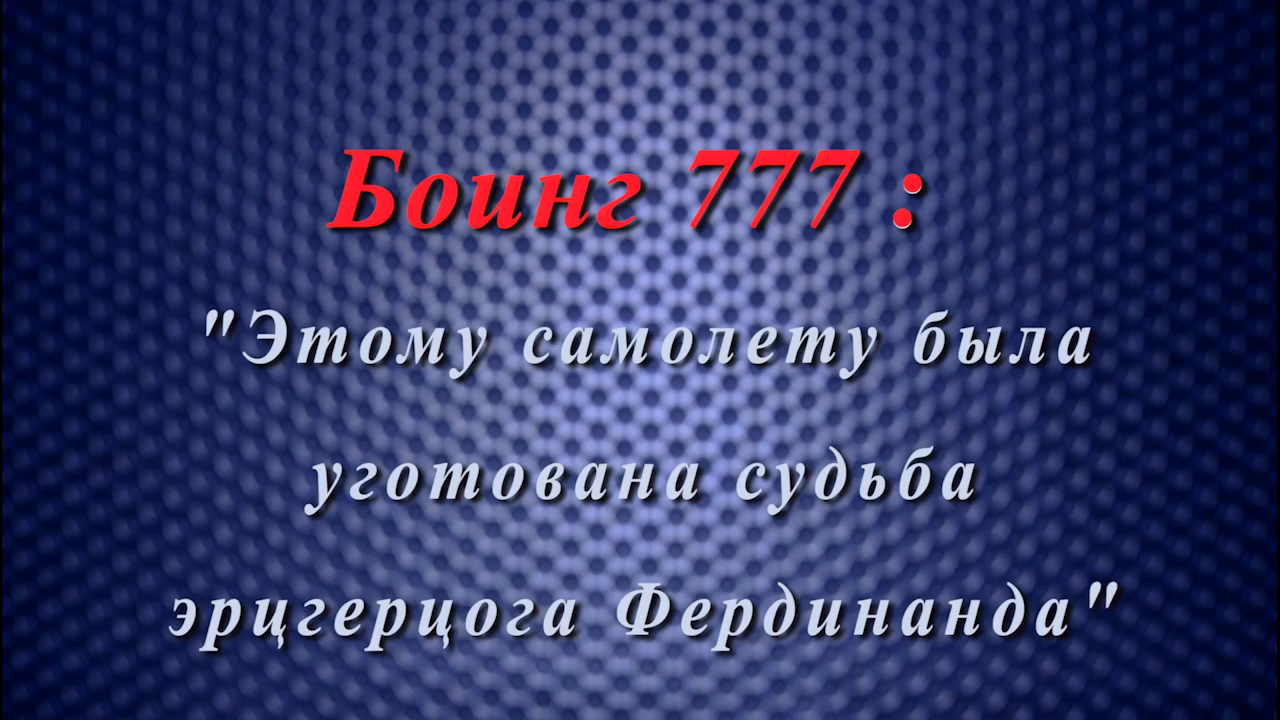 Боинг 777 :
"Этому самолету была
уготована судьба
эрцгерцога Фердинанда"